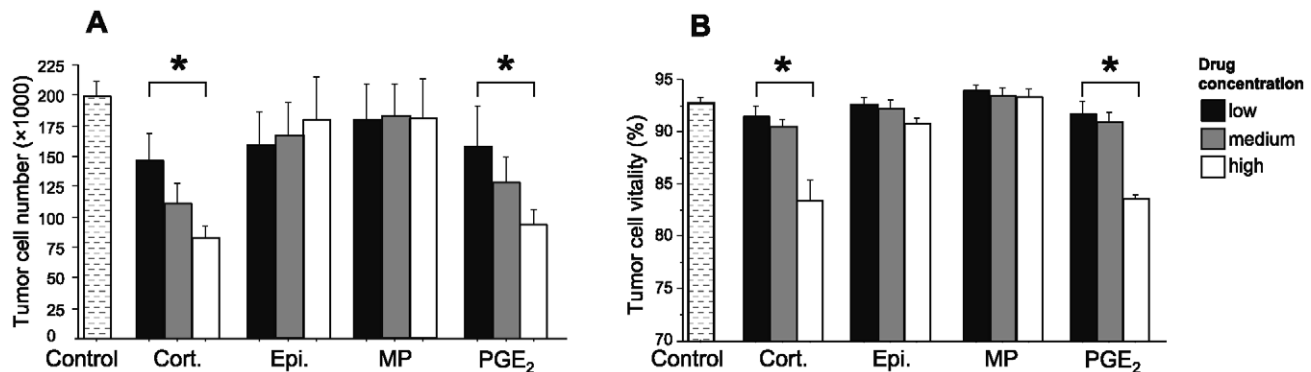 A
Tumor cell number (×1000)
225
200
175
150
125
100
75
50
25
0
Control Cort. Epi. MP PGE₂
* *
B
Tumor cell vitality (%)
95
90
85
80
75
70
Control Cort. Epi. MP PGE₂
* *
Drug
concentration
low
medium
high